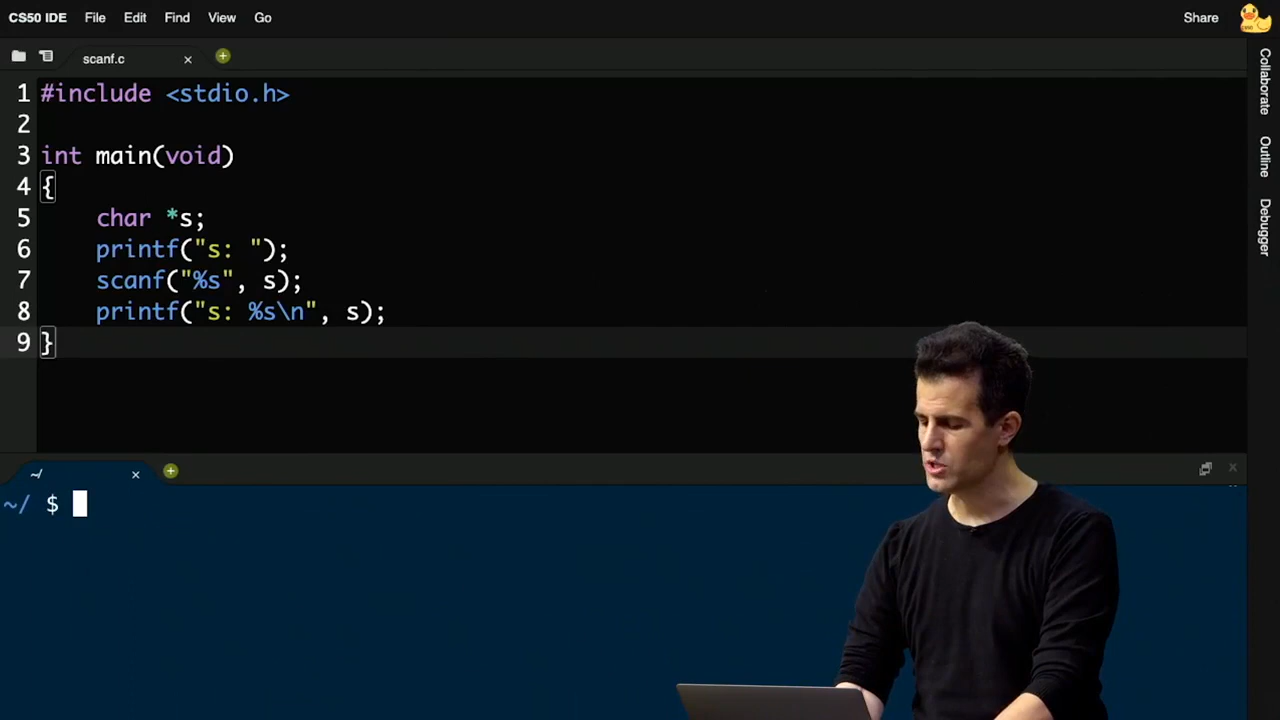 CS50 IDE File Edit Find View Go Share
scanf.c
1 #include <stdio.h>
2
3 int main(void)
4 {
5     char *s;
6     printf("s: ");
7     scanf("%s", s);
8     printf("s: %s\n", s);
9 }
~/
~/ $
Collaborate
Outline
Debugger